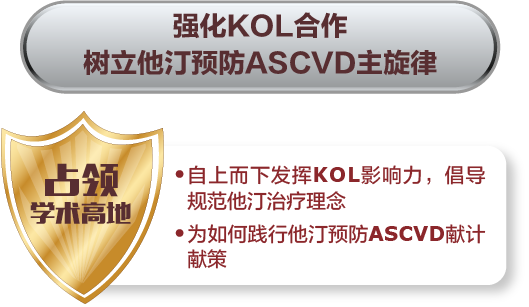 强化KOL合作
树立他汀预防ASCVD主旋律
占领
学术高地
•自上而下发挥KOL影响力，倡导
规范他汀治疗理念
•为如何践行他汀预防ASCVD献计
献策